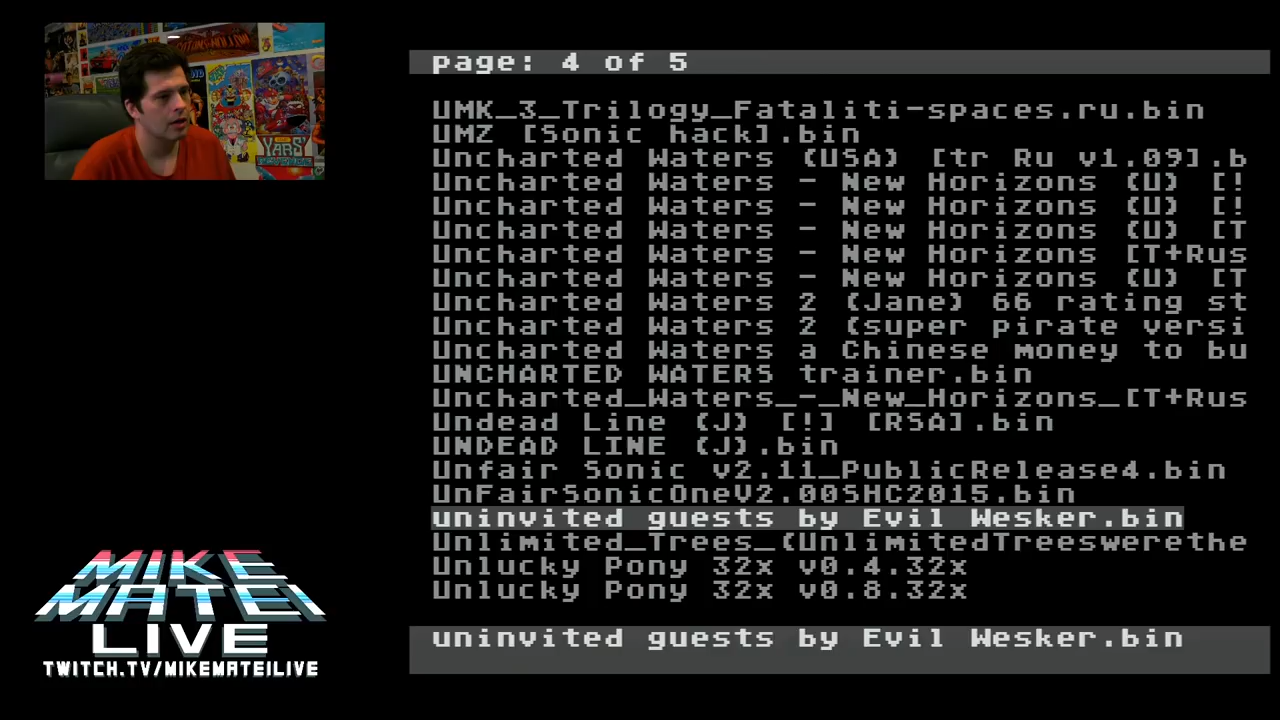 page: 4 of 5
UMK_3_Trilogy_Fataliti-spaces.ru.bin
UMZ [Sonic hack].bin
Uncharted Waters (USA) [tr Ru v1.09].b
Uncharted Waters - New Horizons (U) [!
Uncharted Waters - New Horizons (U) [!
Uncharted Waters - New Horizons (U) [T
Uncharted Waters - New Horizons [T+Rus
Uncharted Waters - New Horizons (U) [T
Uncharted Waters 2 (Jane) 66 rating st
Uncharted Waters 2 (super pirate versi
Uncharted Waters a Chinese money to bu
UNCHARTED WATERS trainer.bin
Uncharted_Waters_-_New_Horizons_[T+Rus
Undead Line (J) [!] [RSA].bin
UNDEAD LINE (J).bin
Unfair Sonic v2.11_PublicRelease4.bin
UnFairSonicOneV2.00SHC2015.bin
uninvited guests by Evil Wesker.bin
Unlimited_Trees_(UnlimitedTreeswerethe
Unlucky Pony 32x v0.4.32x
Unlucky Pony 32x v0.8.32x
uninvited guests by Evil Wesker.bin
YARS'
MIKE
MATEI
LIVE
TWITCH.TV/MIKEMATEILIVE